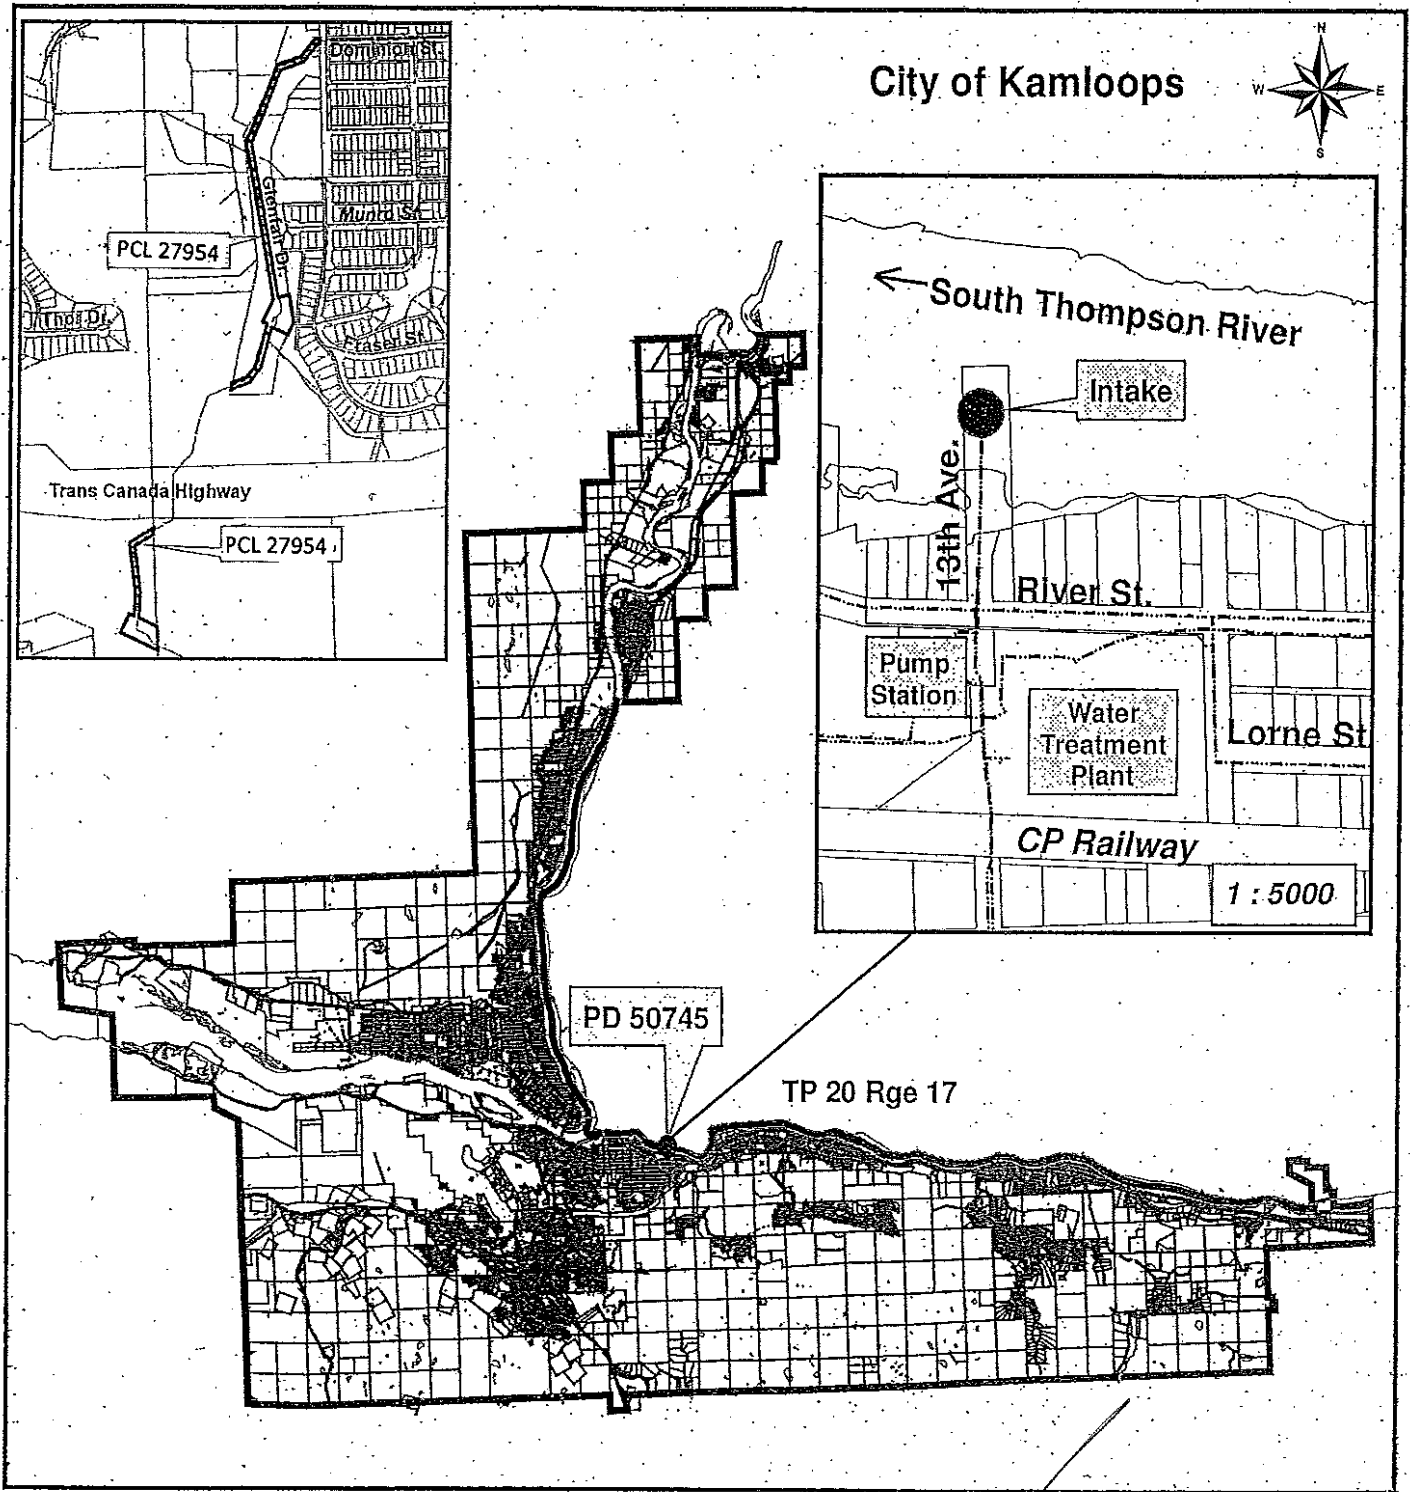 City of Kamloops
N
W
E
S
Dominion St.
Glenfair Dr.
Munro St.
PCL 27954
Thor Dr.
Fraser St.
Trans Canada Highway
PCL 27954
South Thompson River
Intake
13th Ave.
River St.
Pump
Station
Water
Treatment
Plant
Lorne St
CP Railway
1 : 5000
PD 50745
TP 20 Rge 17